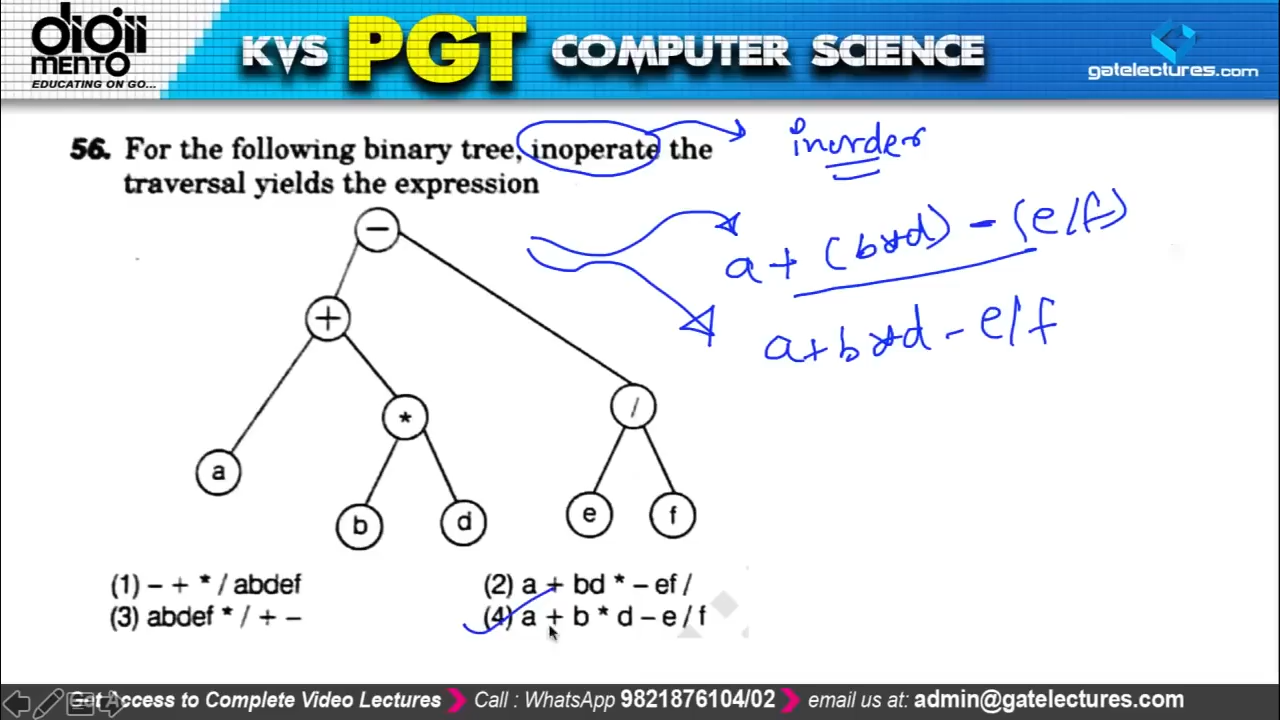 digii
MENTO
EDUCATING ON GO...
KVS PGT COMPUTER SCIENCE
gatelectures.com
56. For the following binary tree, inoperate the
traversal yields the expression
inorder
a + (b*d) - (e/f)
a+b*d - e/f
−
+
*
/
a
b
d
e
f
(1) – + * / abdef
(2) a + bd * – ef /
(3) abdef * / + –
(4) a + b * d – e / f
Get Access to Complete Video Lectures
Call : WhatsApp 9821876104/02
email us at: admin@gatelectures.com